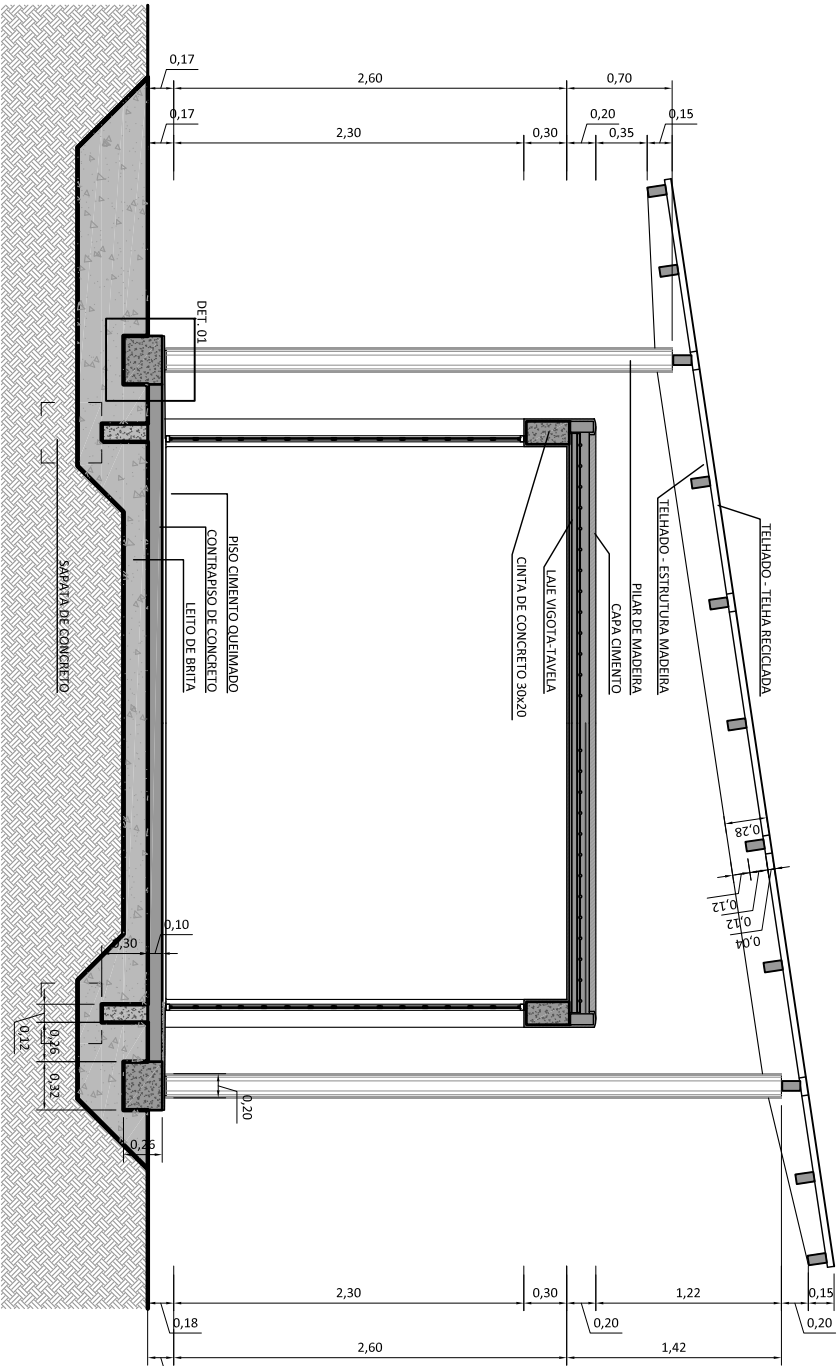 0,17
2,60
0,70
0,17
2,30
0,30
0,20
0,35
0,15
DET. 01
TELHADO - TELHA RECICLADA
TELHADO - ESTRUTURA MADEIRA
PILAR DE MADEIRA
CAPA CIMENTO
LAJE VIGOTA-TAVELA
CINTA DE CONCRETO 30x20
PISO CIMENTO QUEIMADO
CONTRAPISO DE CONCRETO
LEITO DE BRITA
SAPATA DE CONCRETO
0,28
0,12
0,12
0,04
0,10
0,30
0,12
0,26
0,32
0,20
0,26
2,30
0,30
1,22
0,15
0,18
0,20
0,20
2,60
1,42